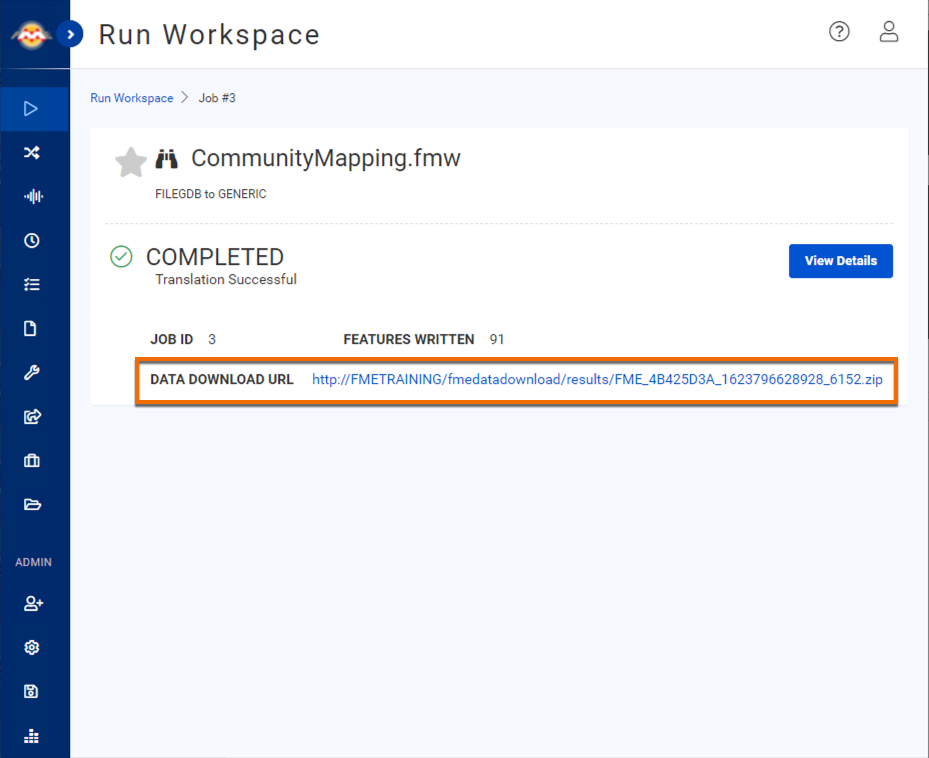 Run Workspace
Run Workspace > Job #3
CommunityMapping.fmw
FILEGDB to GENERIC
COMPLETED
Translation Successful
View Details
JOB ID 3 FEATURES WRITTEN 91
DATA DOWNLOAD URL http://FMETRAINING/fmedatadownload/results/FME_4B425D3A_1623796628928_6152.zip
ADMIN